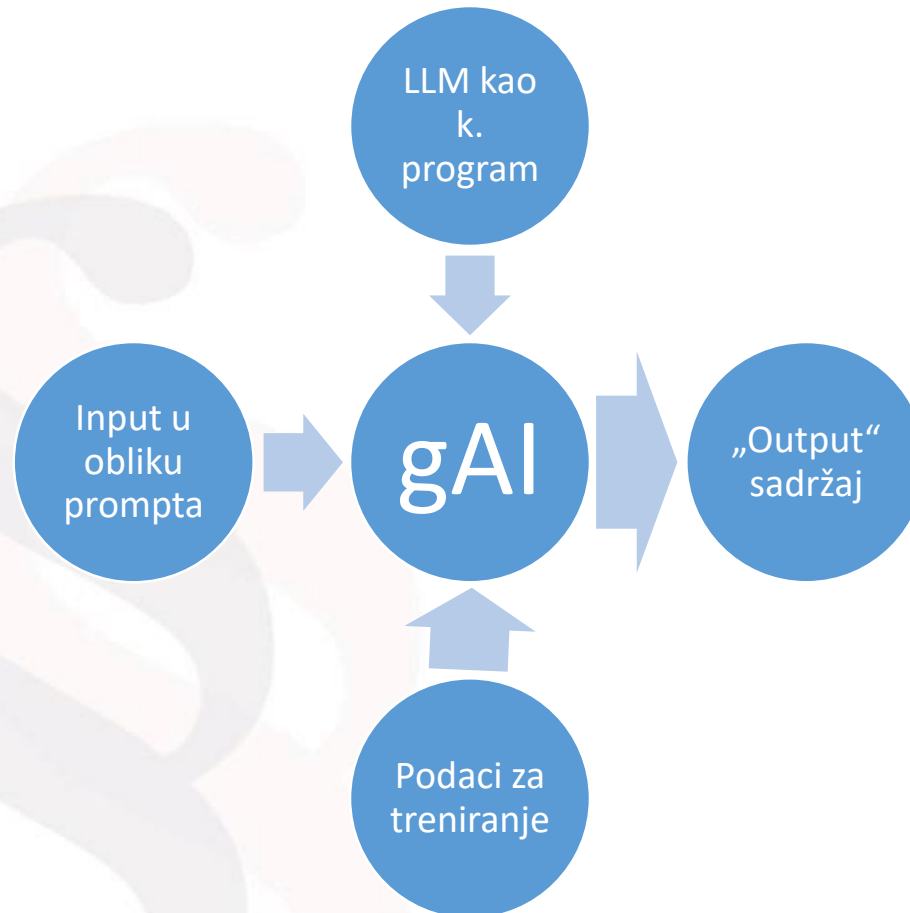 LLM kao
k.
program
Input u
obliku
prompta
gAI
„Output“
sadržaj
Podaci za
treniranje